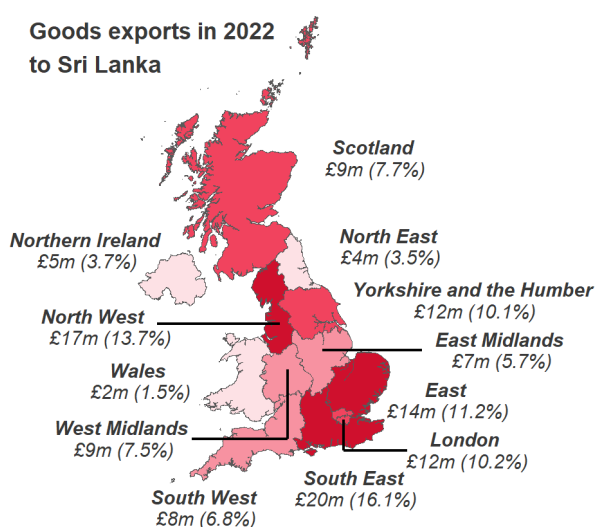 Goods exports in 2022
to Sri Lanka
Scotland
£9m (7.7%)
Northern Ireland
£5m (3.7%)
North East
£4m (3.5%)
Yorkshire and the Humber
£12m (10.1%)
North West
£17m (13.7%)
East Midlands
£7m (5.7%)
Wales
£2m (1.5%)
East
£14m (11.2%)
West Midlands
£9m (7.5%)
London
£12m (10.2%)
South East
£20m (16.1%)
South West
£8m (6.8%)